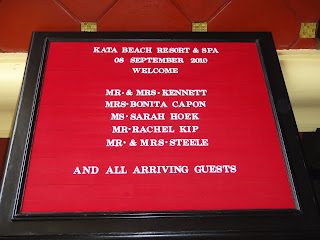 KATA BEACH RESORT & SPA
08 SEPTEMBER 2010
WELCOME
MR· & MRS· KENNETT
MRS· BONITA CAPON
MS· SARAH HOEK
MR· RACHEL KIP
MR· & MRS· STEELE
AND ALL ARRIVING GUESTS